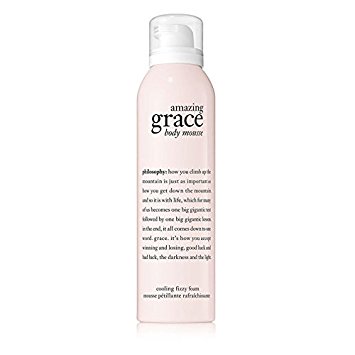 amazing
grace
body mousse
philosophy: how you climb up the
mountain is just as important as
how you get down the mountain
and so it is with life, which for many
of us becomes one big gigantic test
followed by one big gigantic lesson.
in the end, it all comes down to one
word. grace. it's how you accept
winning and losing, good luck and
bad luck, the darkness and the light.
cooling fizzy foam
mousse pétillante rafraîchissante